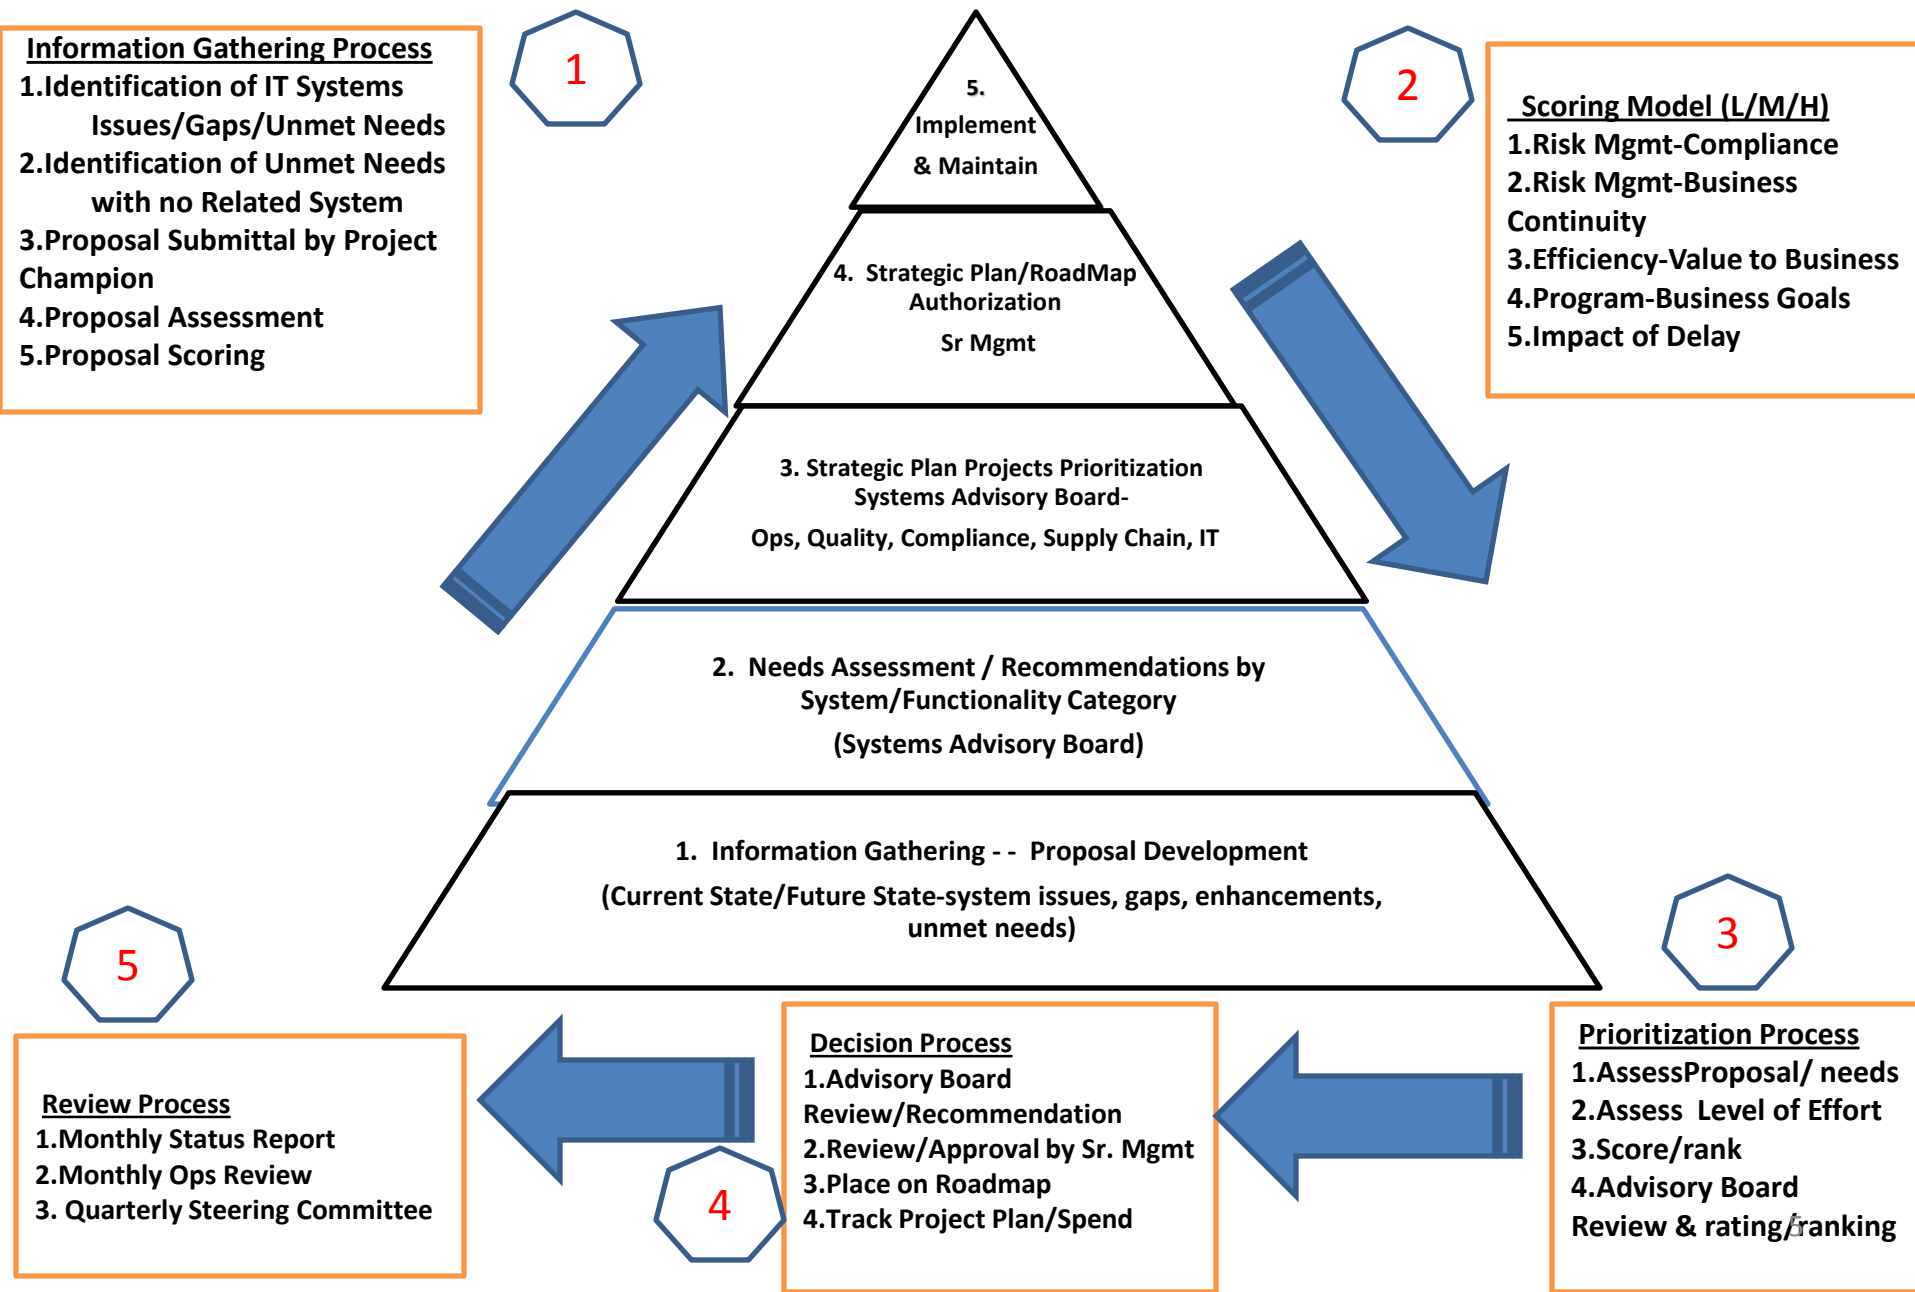 Information Gathering Process
1.Identification of IT Systems
Issues/Gaps/Unmet Needs
2.Identification of Unmet Needs
with no Related System
3.Proposal Submittal by Project
Champion
4.Proposal Assessment
5.Proposal Scoring
1
5.
Implement
& Maintain
4. Strategic Plan/RoadMap
Authorization
Sr Mgmt
3. Strategic Plan Projects Prioritization
Systems Advisory Board-
Ops, Quality, Compliance, Supply Chain, IT
2. Needs Assessment / Recommendations by
System/Functionality Category
(Systems Advisory Board)
1. Information Gathering - - Proposal Development
(Current State/Future State-system issues, gaps, enhancements,
unmet needs)
2
Scoring Model (L/M/H)
1.Risk Mgmt-Compliance
2.Risk Mgmt-Business
Continuity
3.Efficiency-Value to Business
4.Program-Business Goals
5.Impact of Delay
3
Prioritization Process
1.AssessProposal/ needs
2.Assess Level of Effort
3.Score/rank
4.Advisory Board
Review & rating/ranking
5
4
Decision Process
1.Advisory Board
Review/Recommendation
2.Review/Approval by Sr. Mgmt
3.Place on Roadmap
4.Track Project Plan/Spend
5
Review Process
1.Monthly Status Report
2.Monthly Ops Review
3. Quarterly Steering Committee